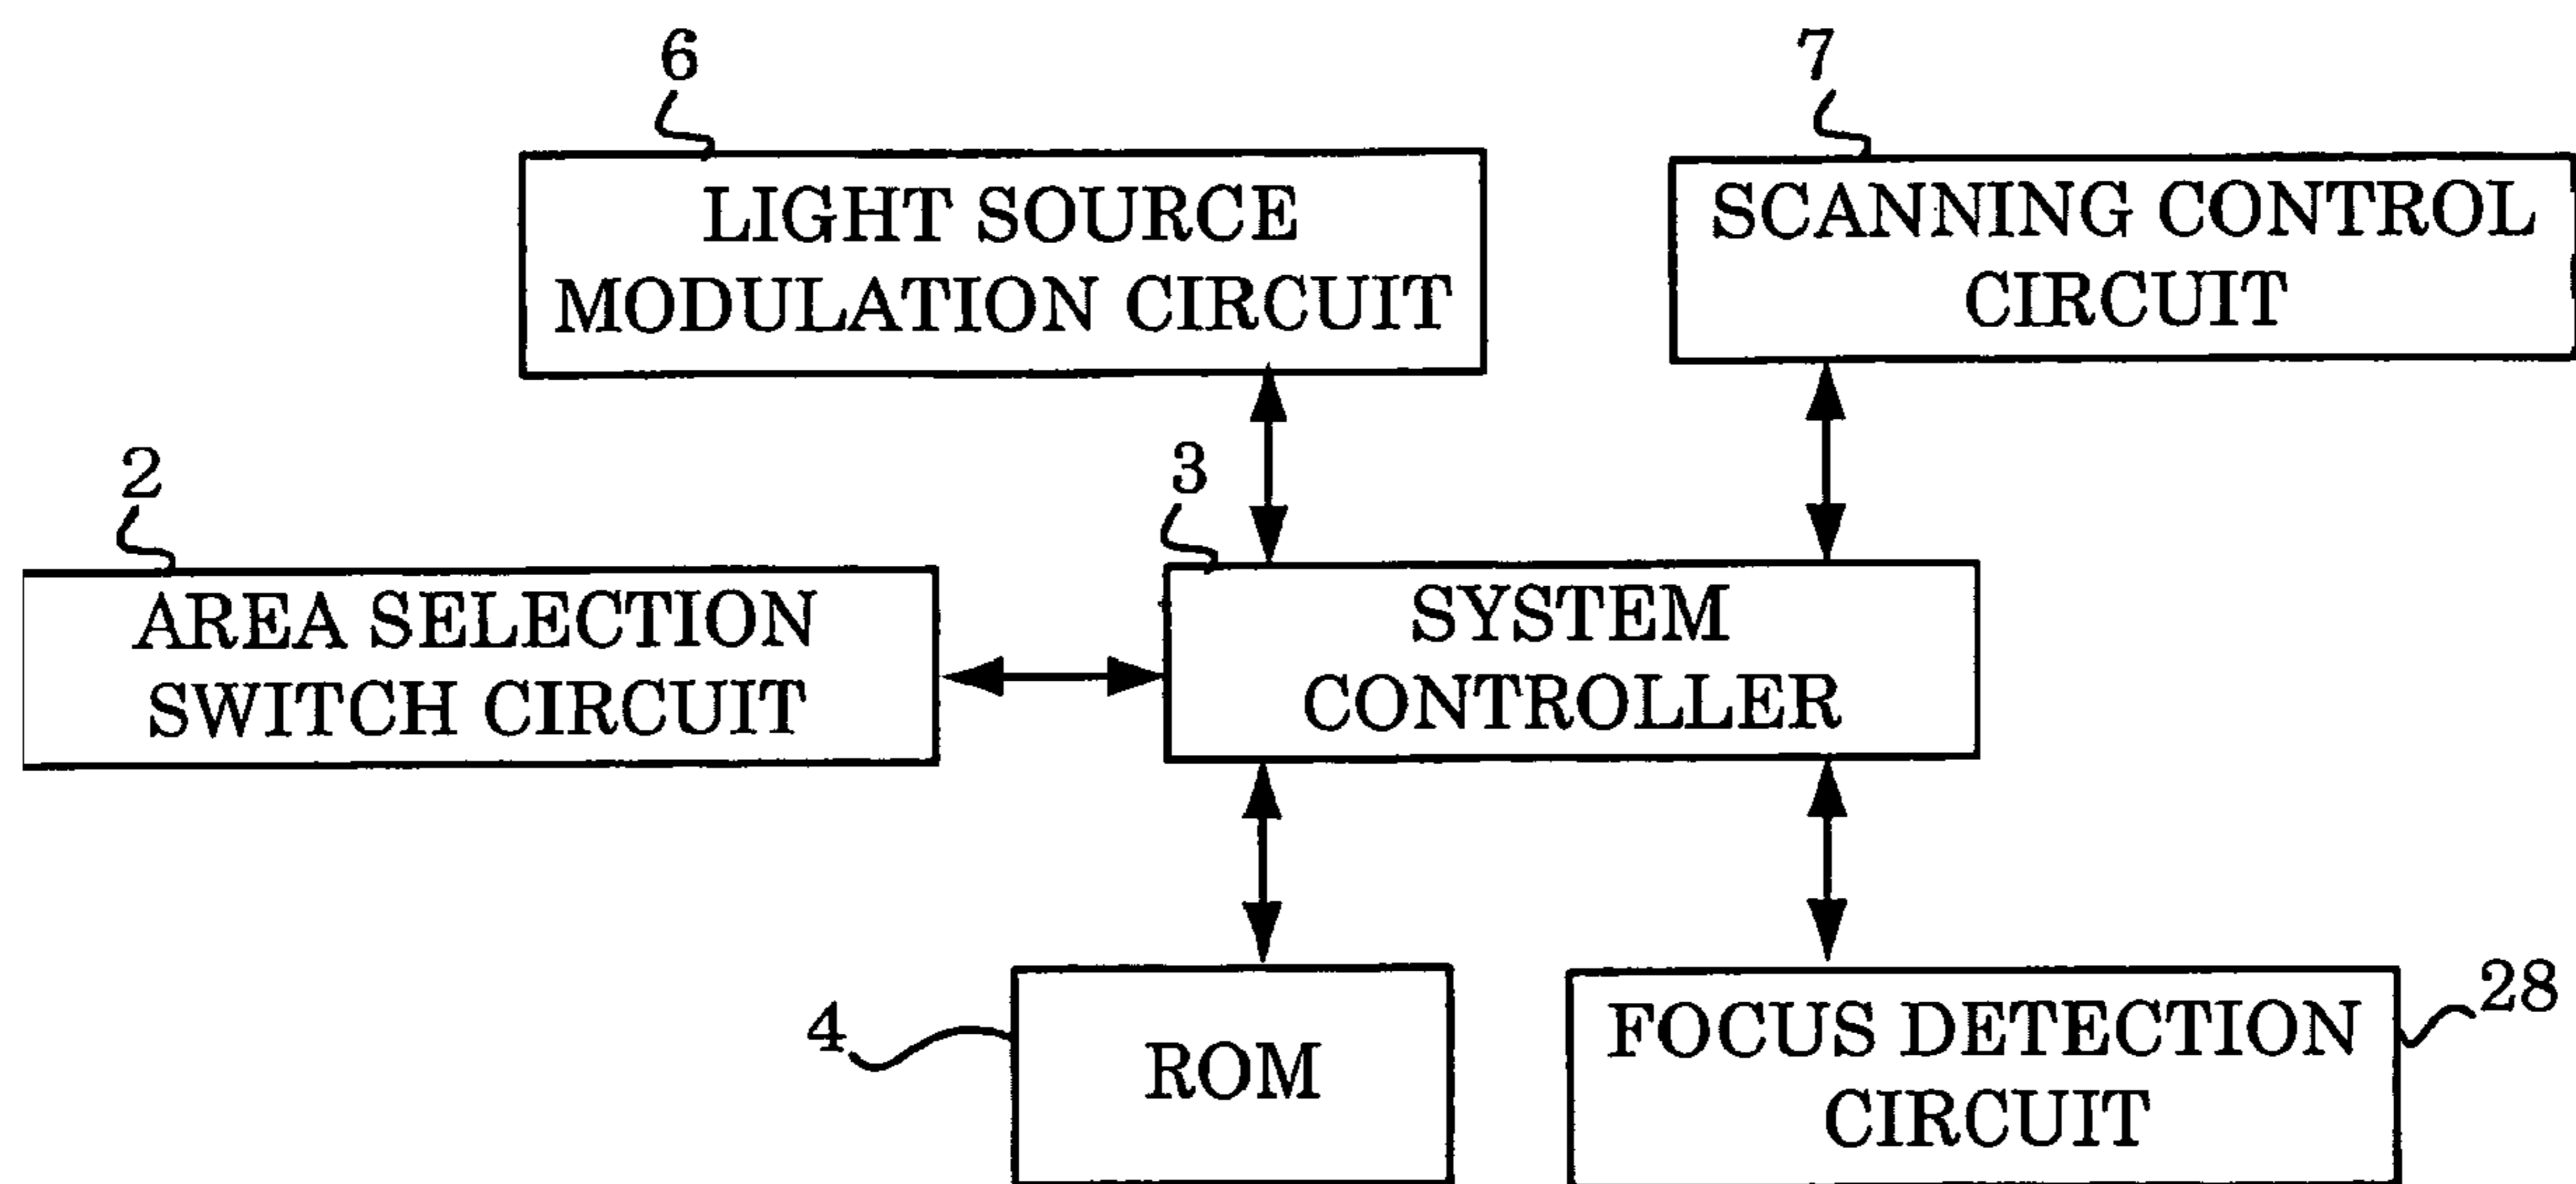 6
7
LIGHT SOURCE
MODULATION CIRCUIT
SCANNING CONTROL
CIRCUIT
2
3
AREA SELECTION
SWITCH CIRCUIT
SYSTEM
CONTROLLER
4
ROM
FOCUS DETECTION
CIRCUIT
28